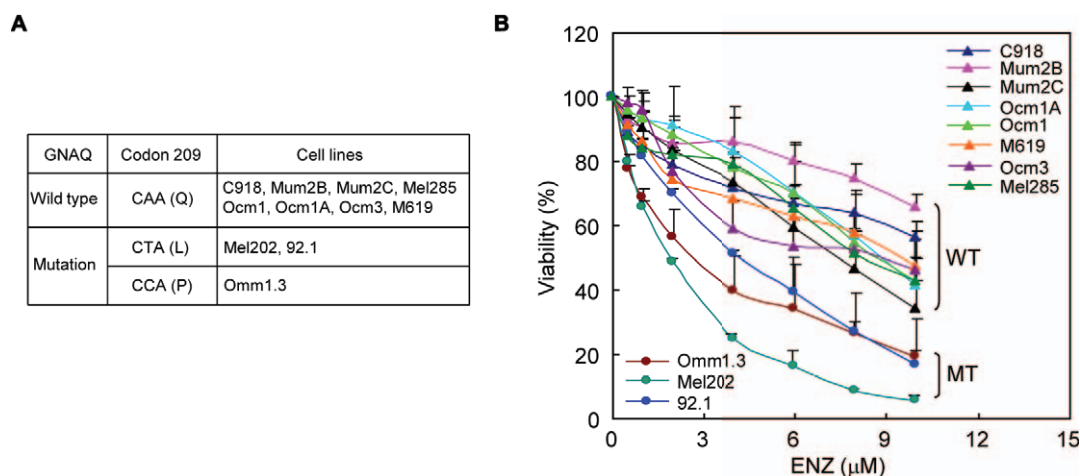 A
GNAQ Codon 209 Cell lines
Wild type CAA (Q) C918, Mum2B, Mum2C, Mel285
Ocm1, Ocm1A, Ocm3, M619
Mutation CTA (L) Mel202, 92.1
CCA (P) Omm1.3
B
Viability (%)
120
100
80
60
40
20
0
C918
Mum2B
Mum2C
Ocm1A
Ocm1
M619
Ocm3
Mel285
WT
MT
Omm1.3
Mel202
92.1
0 3 6 9 12 15
ENZ (μM)